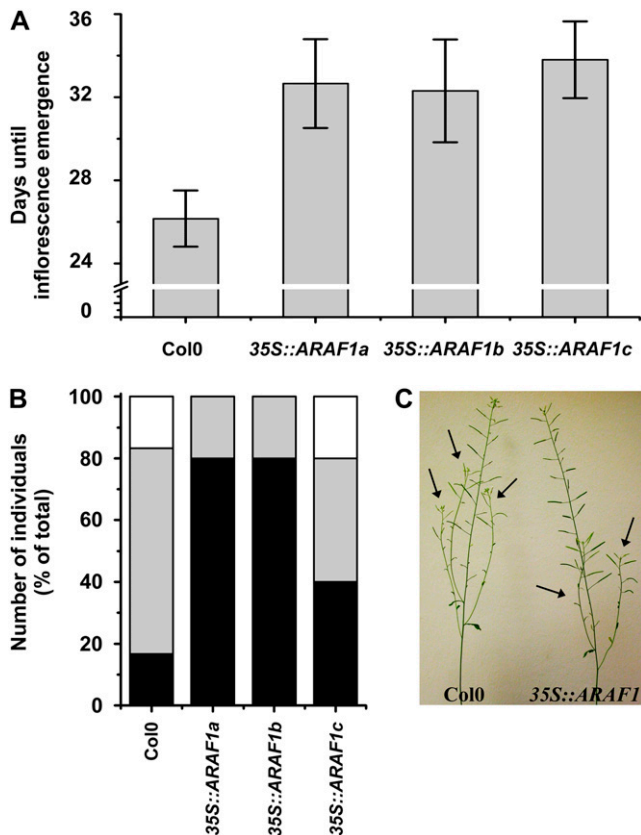 A
Days until
inflorescence emergence
36
32
28
24
0
Col0
35S::ARAF1a
35S::ARAF1b
35S::ARAF1c
B
Number of individuals
(% of total)
100
80
60
40
20
0
Col0
35S::ARAF1a
35S::ARAF1b
35S::ARAF1c
C
Col0
35S::ARAF1